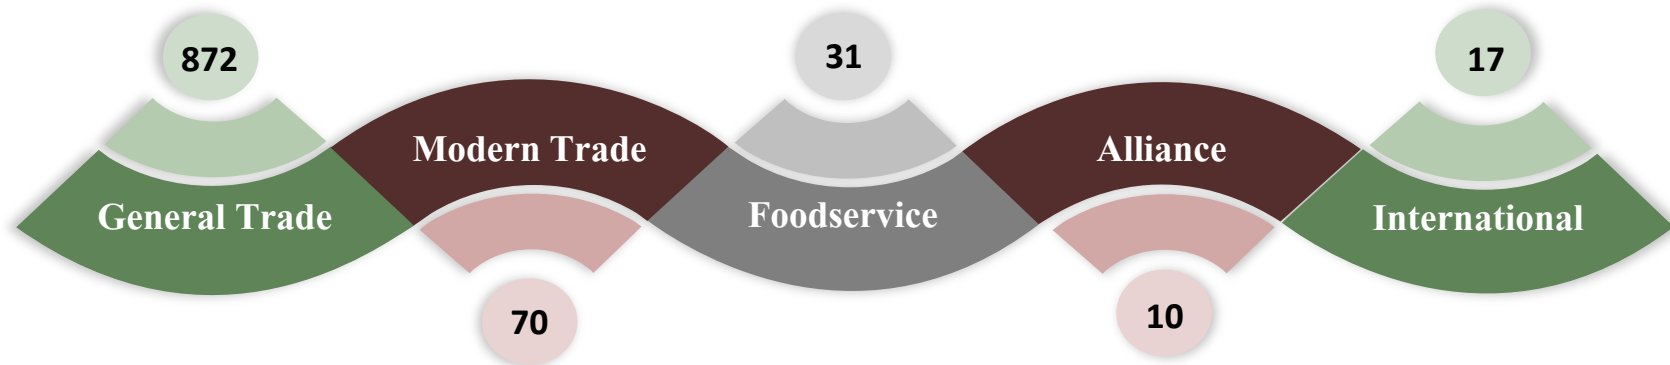 872
General Trade
Modern Trade
70
31
Foodservice
Alliance
10
17
International